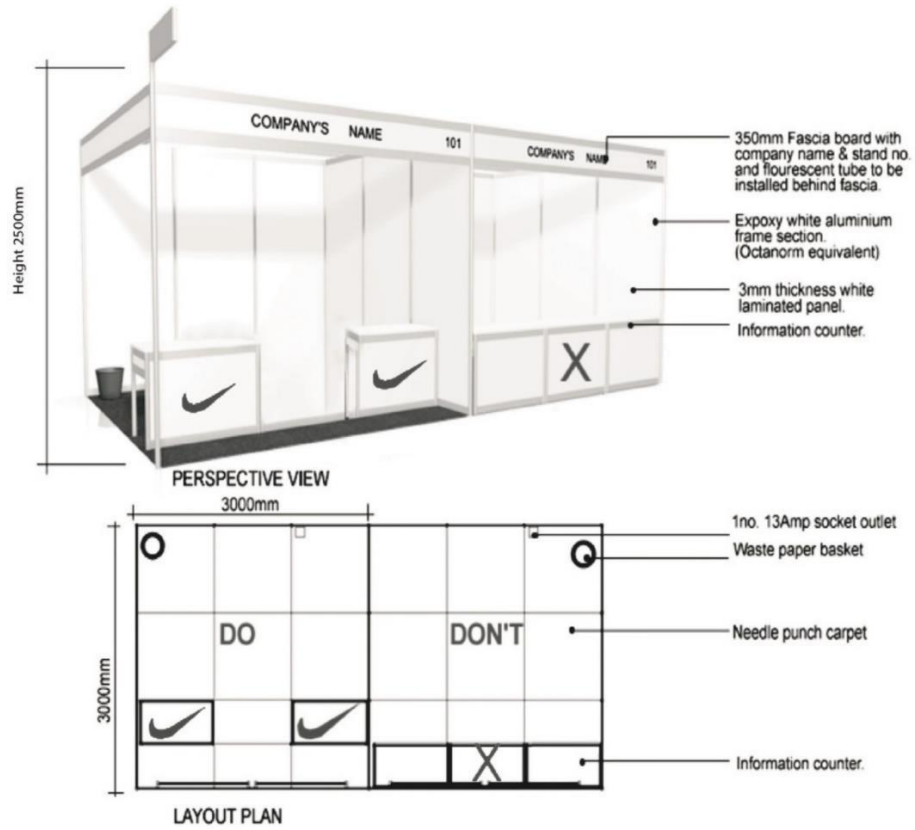 Height 2500mm
COMPANY'S NAME 101
COMPANY'S NAME 101
350mm Fascia board with
company name & stand no.
and flourescent tube to be
installed behind fascia.
Expoxy white aluminium
frame section.
(Octanorm equivalent)
3mm thickness white
laminated panel.
Information counter.
X
PERSPECTIVE VIEW
3000mm
3000mm
1no. 13Amp socket outlet
Waste paper basket
DO
DON'T
Needle punch carpet
X
Information counter.
LAYOUT PLAN